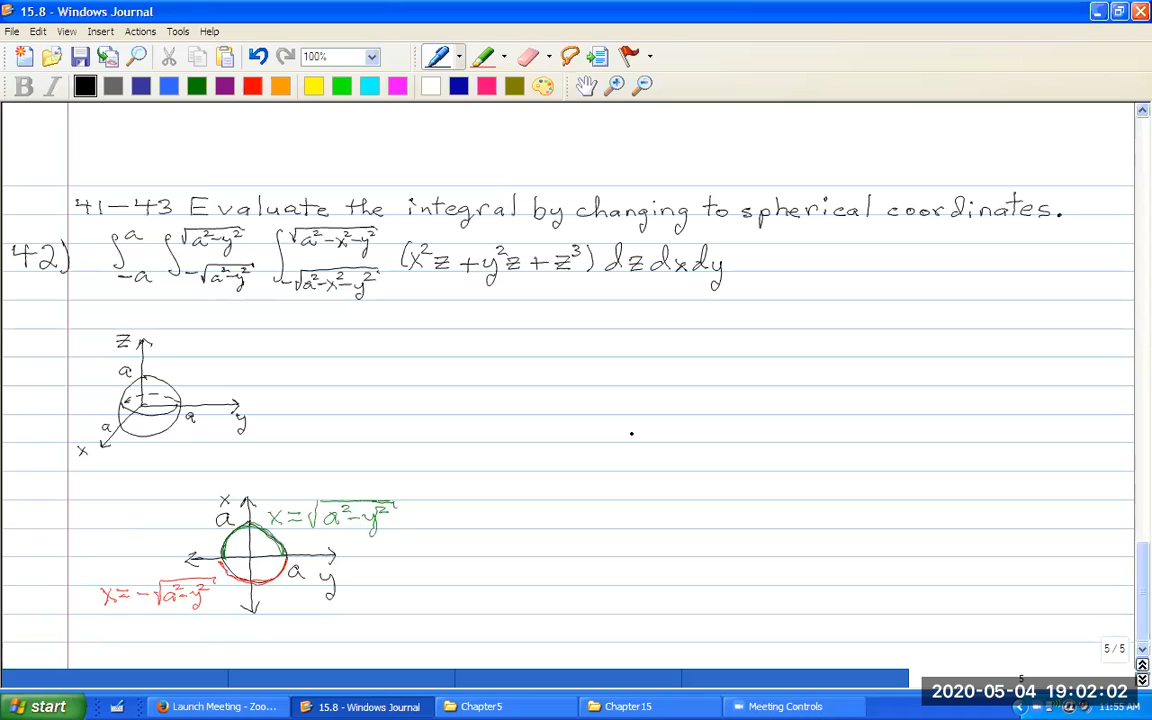 15.8 - Windows Journal
File Edit View Insert Actions Tools Help
100%
B I
41-43 Evaluate the integral by changing to spherical coordinates.
42) ∫_{-a}^{a} ∫_{-√(a²-y²)}^{√(a²-y²)} ∫_{-√(a²-x²-y²)}^{√(a²-x²-y²)} (x²z + y²z + z³) dz dx dy
z
a
a
a
y
x
x
a x = √(a²-y²)
a y
x = -√(a²-y²)
5 / 5
5
2020-05-04 19:02:02
start Launch Meeting - Zoo... 15.8 - Windows Journal Chapter5 Chapter15 Meeting Controls 11:55 AM